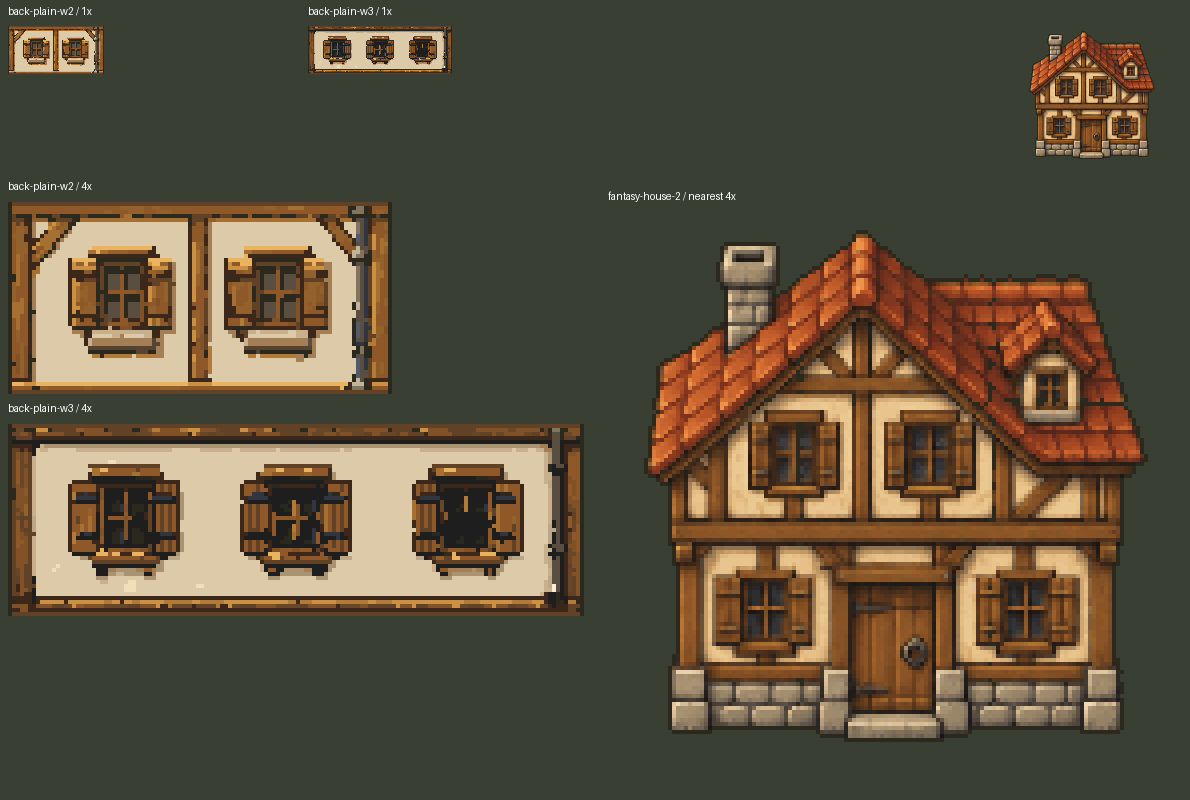 back-plain-w2 / 1x
back-plain-w3 / 1x
back-plain-w2 / 4x
fantasy-house-2 / nearest 4x
back-plain-w3 / 4x